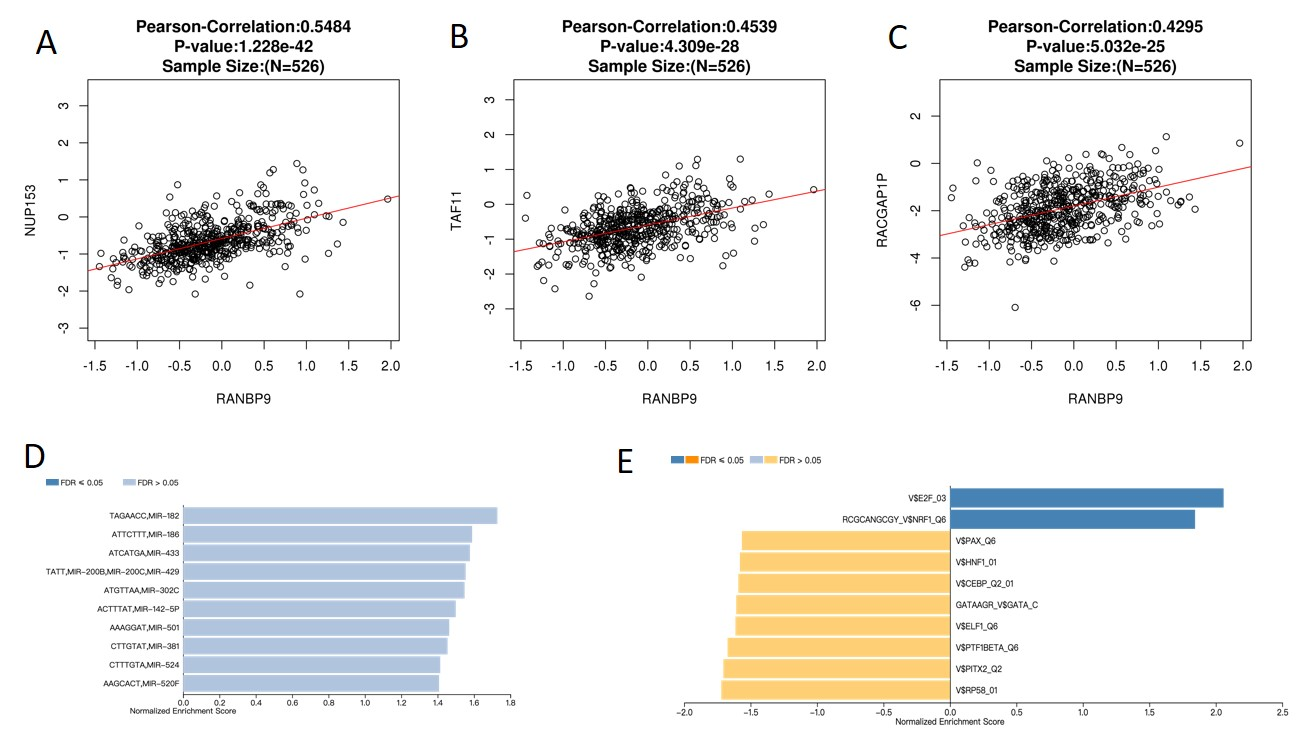 A
Pearson-Correlation:0.5484
P-value:1.228e-42
Sample Size:(N=526)
NUP153
3
2
1
0
-1
-2
-3
-1.5 -1.0 -0.5 0.0 0.5 1.0 1.5 2.0
RANBP9
B
Pearson-Correlation:0.4539
P-value:4.309e-28
Sample Size:(N=526)
TAF11
3
2
1
0
-1
-2
-3
-1.5 -1.0 -0.5 0.0 0.5 1.0 1.5 2.0
RANBP9
C
Pearson-Correlation:0.4295
P-value:5.032e-25
Sample Size:(N=526)
RACGAP1P
2
0
-2
-4
-6
-1.5 -1.0 -0.5 0.0 0.5 1.0 1.5 2.0
RANBP9
D
FDR ≤ 0.05 FDR > 0.05
TAGAACC,MIR-182
ATTCTTT,MIR-186
ATCATGA,MIR-433
TATT,MIR-200B,MIR-200C,MIR-429
ATGTTAA,MIR-302C
ACTTTAT,MIR-142-5P
AAAGGAT,MIR-501
CTTGTAT,MIR-381
CTTTGTA,MIR-524
AAGCACT,MIR-520F
0.0 0.2 0.4 0.6 0.8 1.0 1.2 1.4 1.6 1.8
Normalized Enrichment Score
E
FDR ≤ 0.05 FDR > 0.05
V$E2F_03
RCGCANGCGY_V$NRF1_Q6
V$PAX_Q6
V$HNF1_01
V$CEBP_Q2_01
GATAAGR_V$GATA_C
V$ELF1_Q6
V$PTF1BETA_Q6
V$PITX2_Q2
V$RP58_01
−2.0 −1.5 −1.0 −0.5 0.0 0.5 1.0 1.5 2.0 2.5
Normalized Enrichment Score